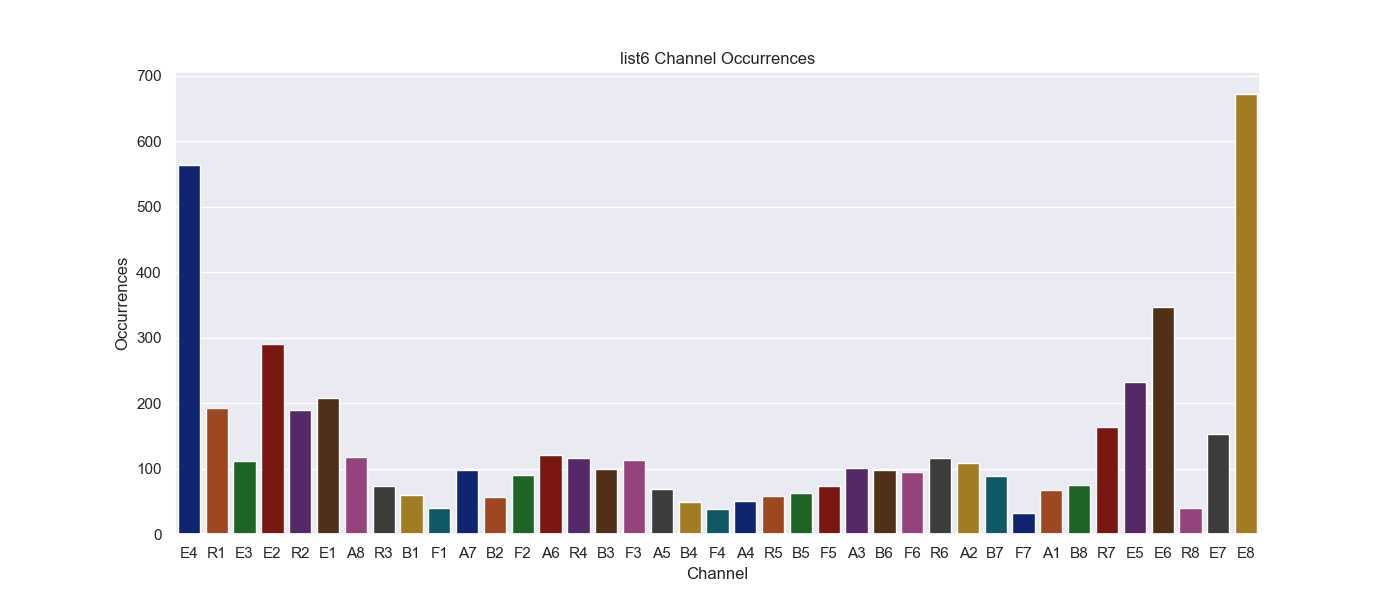 list6 Channel Occurrences
700
600
500
400
300
200
100
0
Occurrences
E4 R1 E3 E2 R2 E1 A8 R3 B1 F1 A7 B2 F2 A6 R4 B3 F3 A5 B4 F4 A4 R5 B5 F5 A3 B6 F6 R6 A2 B7 F7 A1 B8 R7 E5 E6 R8 E7 E8
Channel